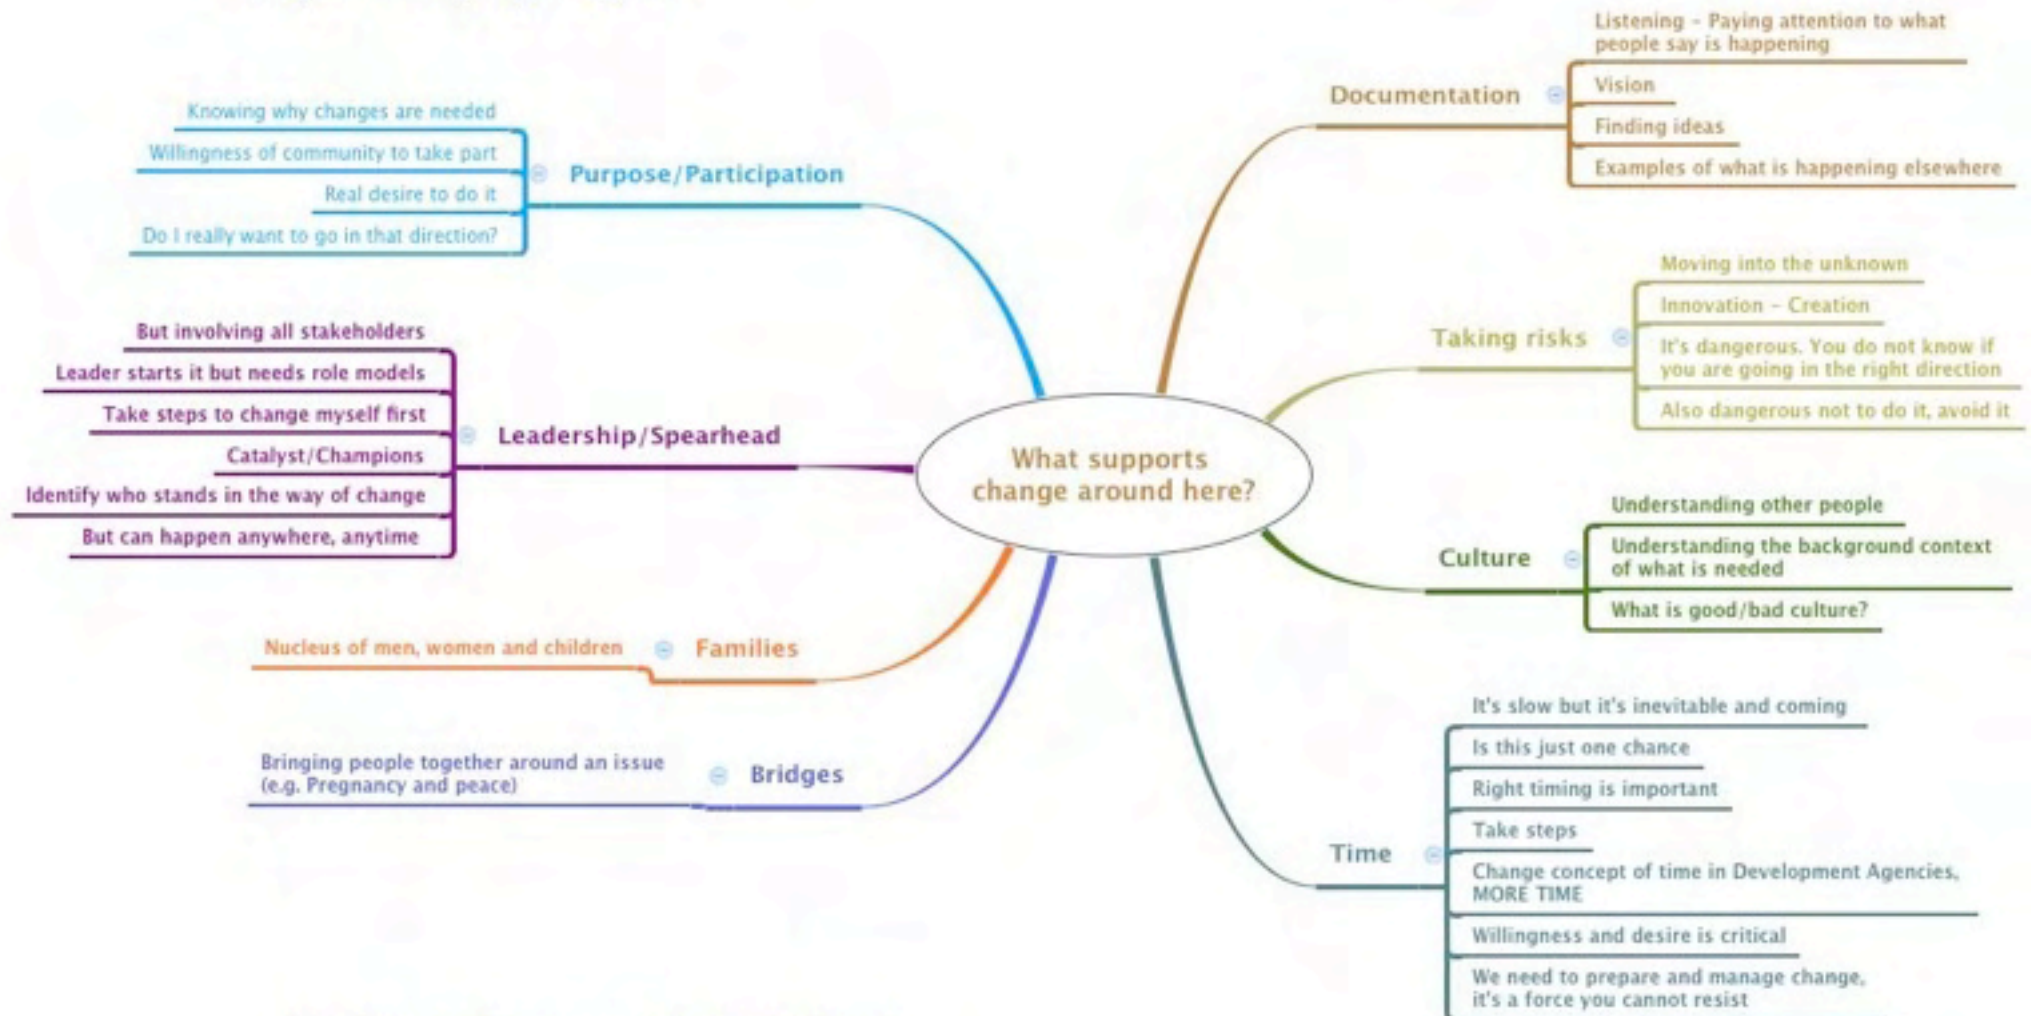 What supports
change around here?
Documentation
Listening - Paying attention to what
people say is happening
Vision
Finding ideas
Examples of what is happening elsewhere
Taking risks
Moving into the unknown
Innovation - Creation
It's dangerous. You do not know if
you are going in the right direction
Also dangerous not to do it, avoid it
Culture
Understanding other people
Understanding the background context
of what is needed
What is good/bad culture?
Time
It's slow but it's inevitable and coming
Is this just one chance
Right timing is important
Take steps
Change concept of time in Development Agencies,
MORE TIME
Willingness and desire is critical
We need to prepare and manage change,
it's a force you cannot resist
Purpose/Participation
Knowing why changes are needed
Willingness of community to take part
Real desire to do it
Do I really want to go in that direction?
Leadership/Spearhead
But involving all stakeholders
Leader starts it but needs role models
Take steps to change myself first
Catalyst/Champions
Identify who stands in the way of change
But can happen anywhere, anytime
Families
Nucleus of men, women and children
Bridges
Bringing people together around an issue
(e.g. Pregnancy and peace)